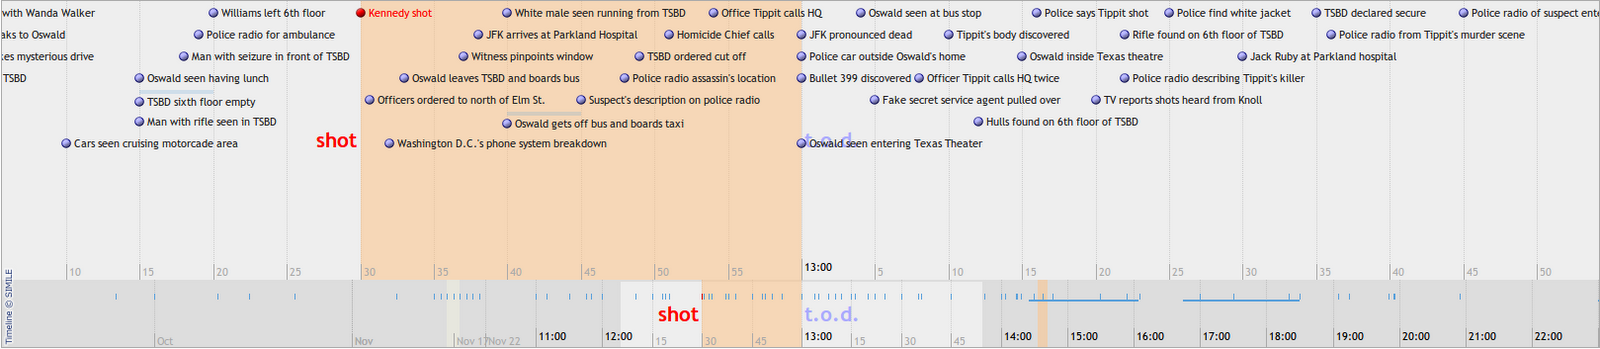 with Wanda Walker Williams left 6th floor Kennedy shot White male seen running from TSBD Office Tippit calls HQ Oswald seen at bus stop Police says Tippit shot Police find white jacket TSBD declared secure Police radio of suspect ente
aks to Oswald Police radio for ambulance JFK arrives at Parkland Hospital Homicide Chief calls JFK pronounced dead Tippit's body discovered Rifle found on 6th floor of TSBD Police radio from Tippit's murder scene
kes mysterious drive Man with seizure in front of TSBD Witness pinpoints window TSBD ordered cut off Police car outside Oswald's home Oswald inside Texas theatre Jack Ruby at Parkland hospital
TSBD Oswald seen having lunch Oswald leaves TSBD and boards bus Police radio assassin's location Bullet 399 discovered Officer Tippit calls HQ twice Police radio describing Tippit's killer
TSBD sixth floor empty Officers ordered to north of Elm St. Suspect's description on police radio Fake secret service agent pulled over TV reports shots heard from Knoll
Man with rifle seen in TSBD Oswald gets off bus and boards taxi Hulls found on 6th floor of TSBD
Cars seen cruising motorcade area shot Washington D.C.'s phone system breakdown t.o.d. Oswald seen entering Texas Theater
10 15 20 25 30 35 40 45 50 55 13:00 5 10 15 20 25 30 35 40 45 50
Timeline © SIMILE
shot t.o.d.
Oct Nov Nov 17 Nov 22 11:00 12:00 15 30 45 13:00 15 30 45 14:00 15:00 16:00 17:00 18:00 19:00 20:00 21:00 22:00